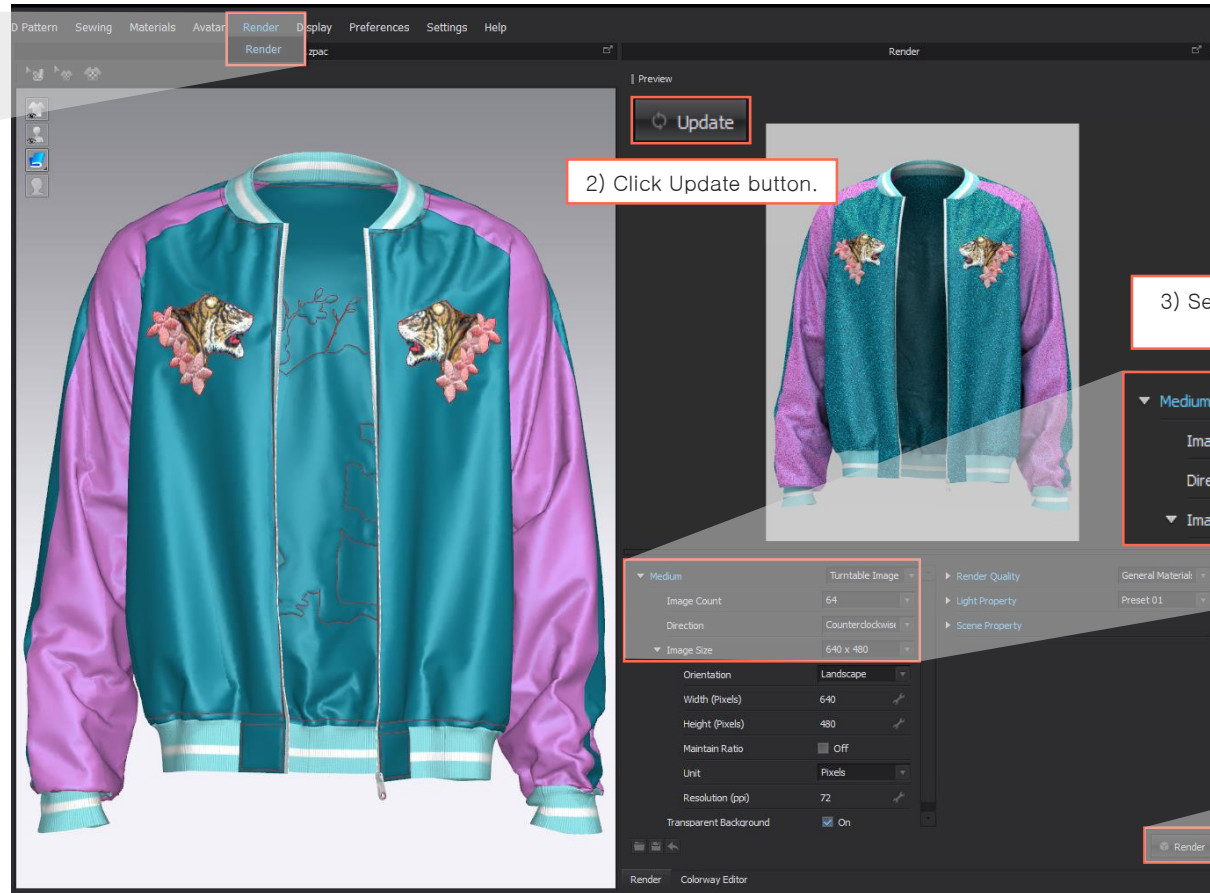 D Pattern Sewing Materials Avatar Render Display Preferences Settings Help
Render
zpac
Render
Preview
Update
2) Click Update button.
3) Se
Medium
Ima
Dire
Ima
Medium Turntable Image
Image Count 64
Direction Counterclockwise
Image Size 640 x 480
Orientation Landscape
Width (Pixels) 640
Height (Pixels) 480
Maintain Ratio Off
Unit Pixels
Resolution (ppi) 72
Transparent Background On
Render Quality General Materials
Light Property Preset 01
Scene Property
Render
Render Colorway Editor